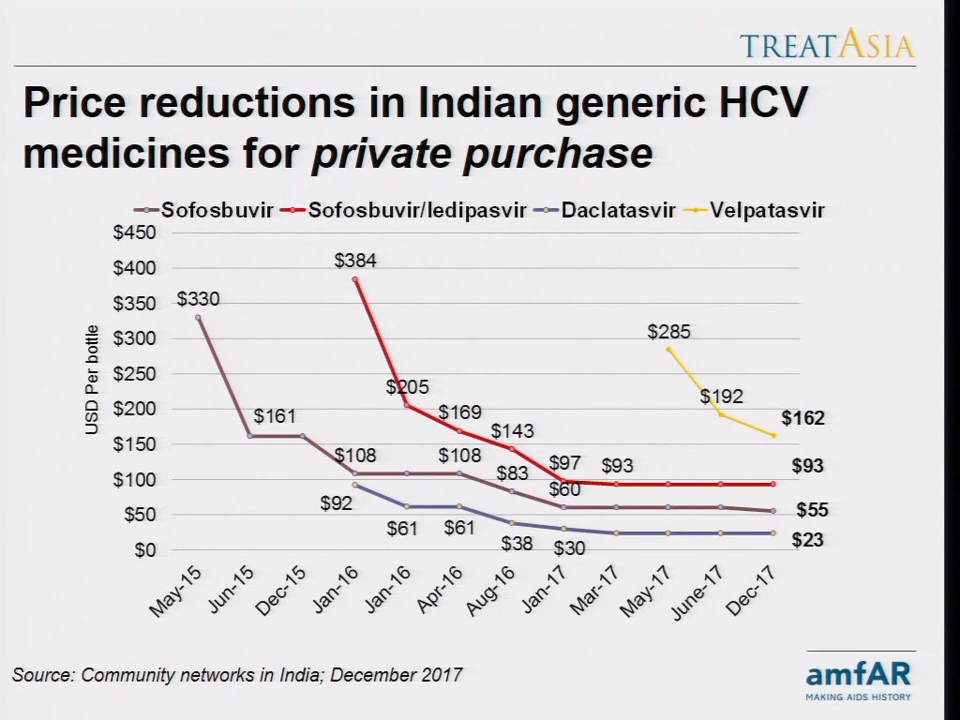 TREATASIA
Price reductions in Indian generic HCV
medicines for private purchase
Sofosbuvir Sofosbuvir/ledipasvir Daclatasvir Velpatasvir
$450
$400
$350
$300
$250
$200
$150
$100
$50
$0
USD Per bottle
$384
$330
$285
$205
$192
$169
$161
$162
$143
$108
$108
$97
$93
$93
$83
$60
$92
$55
$61
$61
$38
$30
$23
May-15
Jun-15
Dec-15
Jan-16
Jan-16
Apr-16
Aug-16
Jan-17
Mar-17
May-17
June-17
Dec-17
Source: Community networks in India; December 2017
amfAR
MAKING AIDS HISTORY